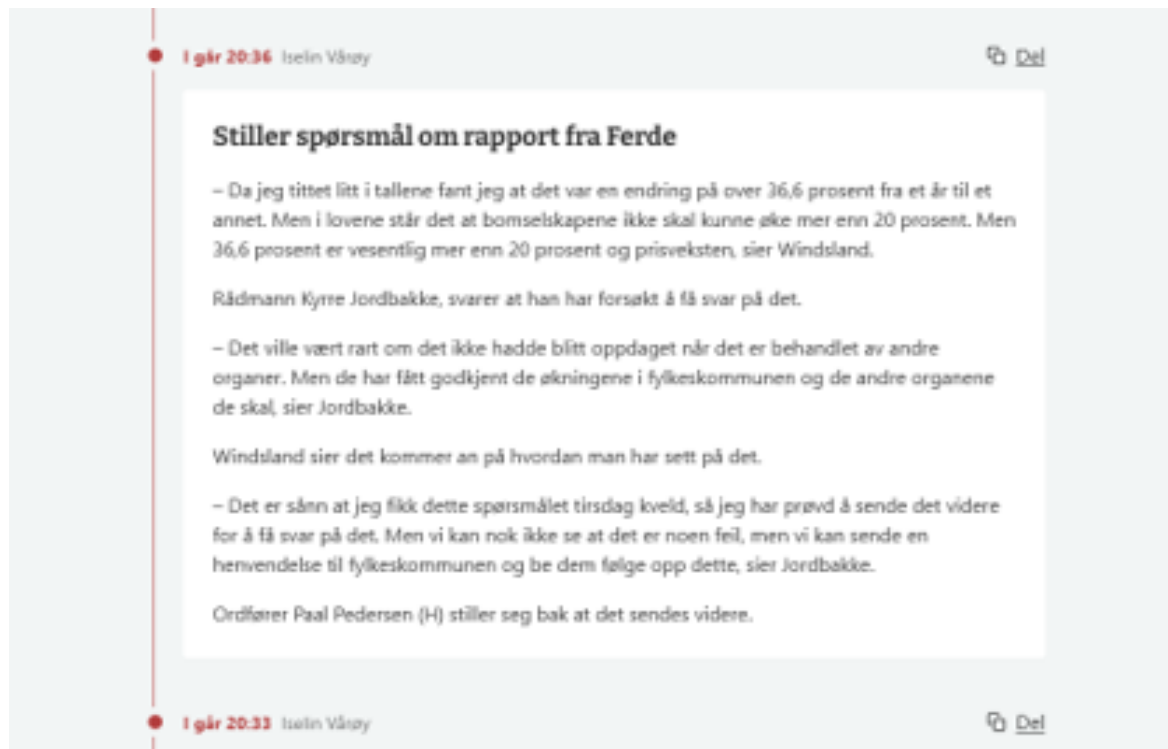 I går 20:36 Iselin Vårøy Del
Stiller spørsmål om rapport fra Ferde
– Da jeg tittet litt i tallene fant jeg at det var en endring på over 36,6 prosent fra et år til et
annet. Men i lovene står det at bomselskapene ikke skal kunne øke mer enn 20 prosent. Men
36,6 prosent er vesentlig mer enn 20 prosent og prisveksten, sier Windsland.
Rådmann Kyrre Jordbakke, svarer at han har forsøkt å få svar på det.
– Det ville vært rart om det ikke hadde blitt oppdaget når det er behandlet av andre
organer. Men de har fått godkjent de økningene i fylkeskommunen og de andre organene
de skal, sier Jordbakke.
Windsland sier det kommer an på hvordan man har sett på det.
– Det er sånn at jeg fikk dette spørsmålet tirsdag kveld, så jeg har prøvd å sende det videre
for å få svar på det. Men vi kan nok ikke se at det er noen feil, men vi kan sende en
henvendelse til fylkeskommunen og be dem følge opp dette, sier Jordbakke.
Ordfører Paal Pedersen (H) stiller seg bak at det sendes videre.
I går 20:33 Iselin Vårøy Del